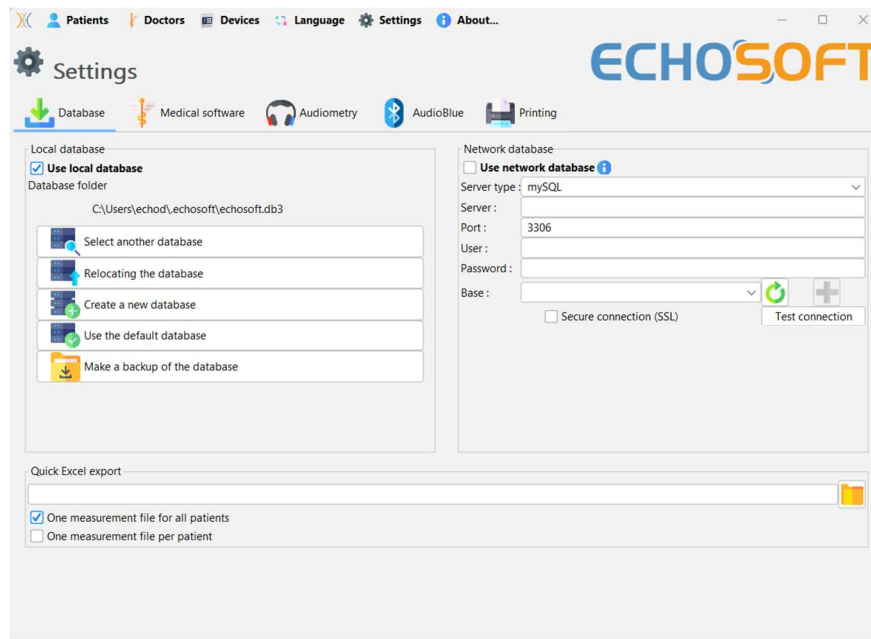 Patients Doctors Devices Language Settings About...
Settings
ECHOSOFT
Database Medical software Audiometry AudioBlue Printing
Local database
Use local database
Database folder
C:\Users\echod\.echosoft\echosoft.db3
Select another database
Relocating the database
Create a new database
Use the default database
Make a backup of the database
Network database
Use network database
Server type : mySQL
Server :
Port : 3306
User :
Password :
Base :
Secure connection (SSL) Test connection
Quick Excel export
One measurement file for all patients
One measurement file per patient